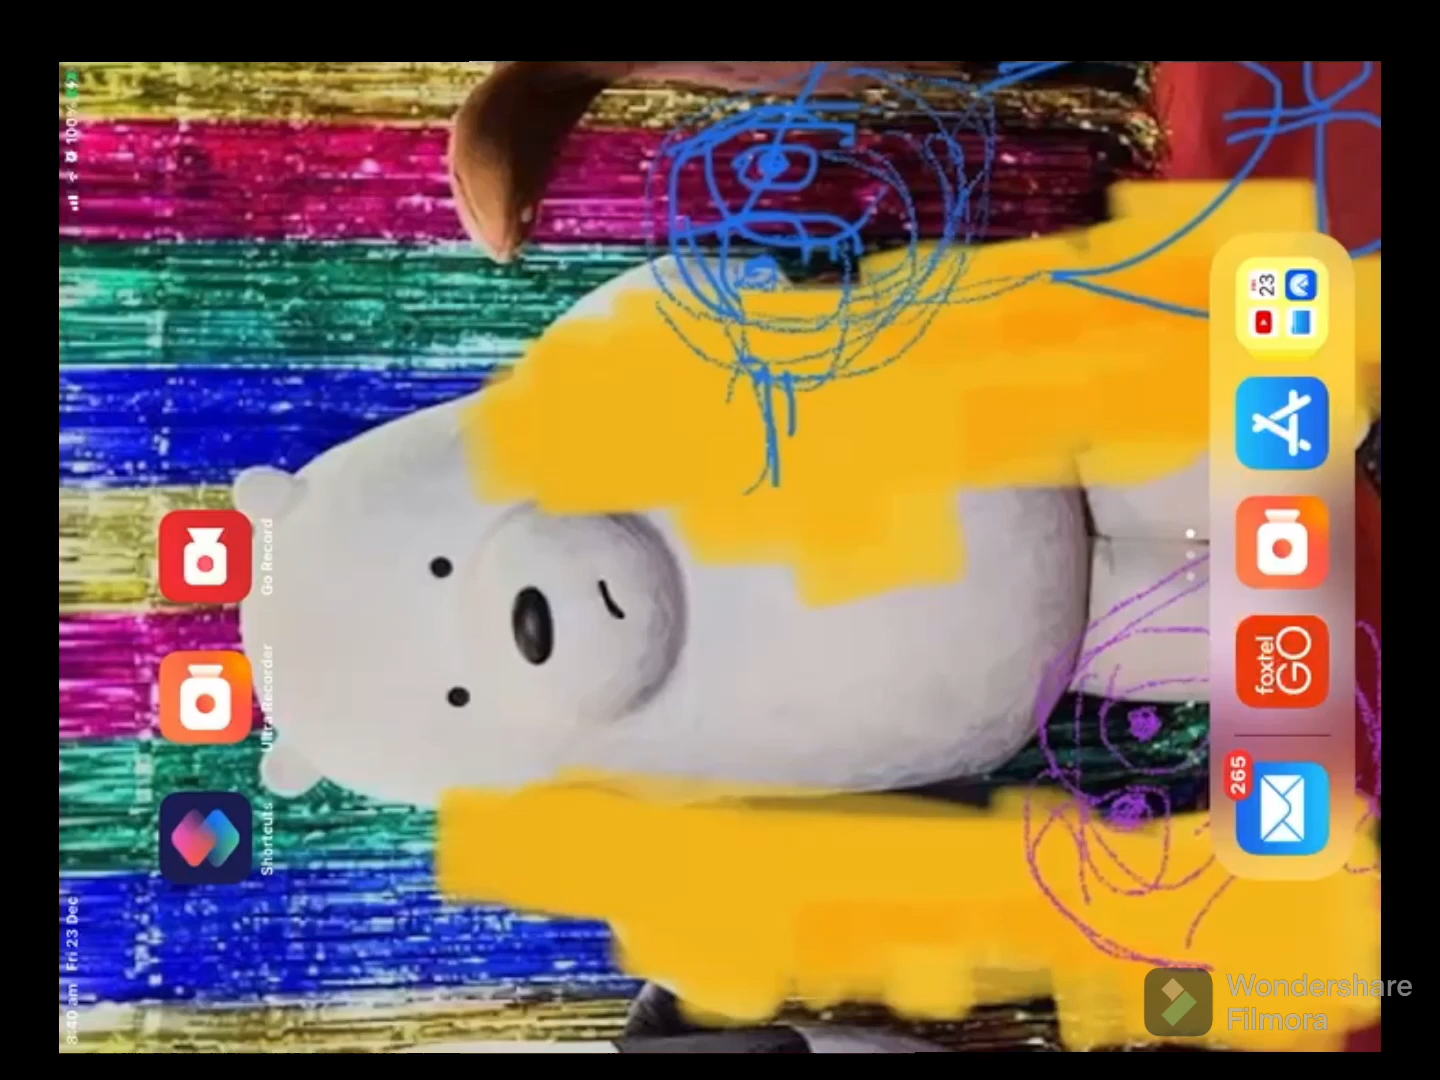 8:40 am Fri 23 Dec
100%
Shortcuts
Ultra Recorder
Go Record
265
foxtel
GO
23
Wondershare
Filmora